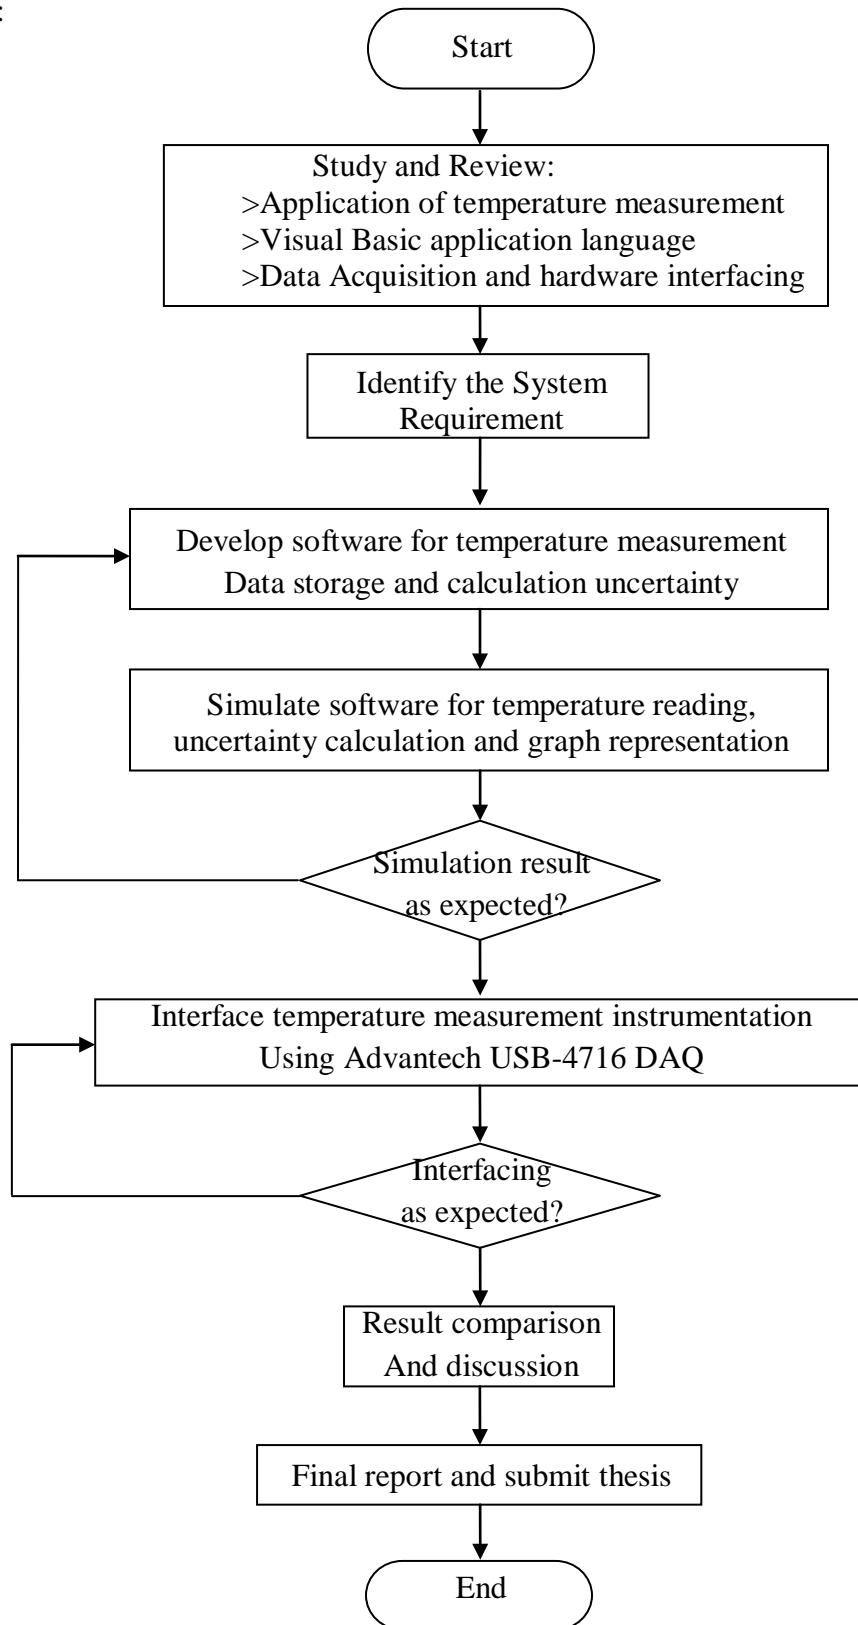 :
Start
Study and Review:
>Application of temperature measurement
>Visual Basic application language
>Data Acquisition and hardware interfacing
Identify the System
Requirement
Develop software for temperature measurement
Data storage and calculation uncertainty
Simulate software for temperature reading,
uncertainty calculation and graph representation
Simulation result
as expected?
Interface temperature measurement instrumentation
Using Advantech USB-4716 DAQ
Interfacing
as expected?
Result comparison
And discussion
Final report and submit thesis
End